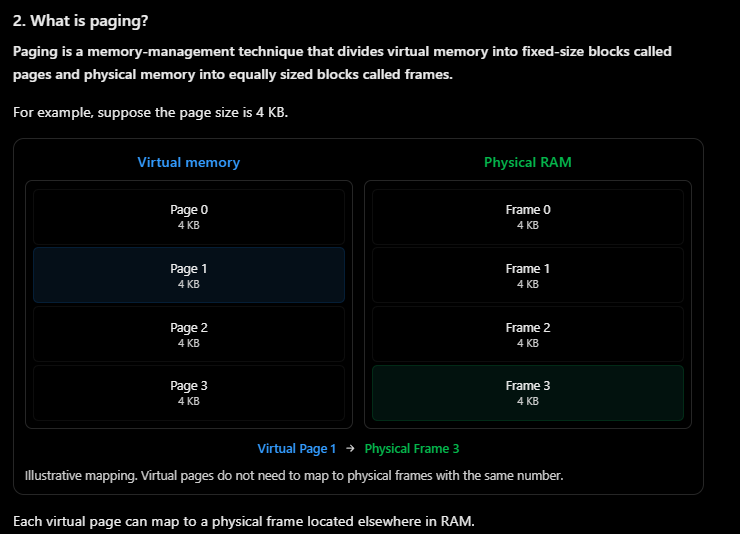 2. What is paging?
Paging is a memory-management technique that divides virtual memory into fixed-size blocks called
pages and physical memory into equally sized blocks called frames.
For example, suppose the page size is 4 KB.
Virtual memory
Page 0
4 KB
Page 1
4 KB
Page 2
4 KB
Page 3
4 KB
Physical RAM
Frame 0
4 KB
Frame 1
4 KB
Frame 2
4 KB
Frame 3
4 KB
Virtual Page 1 → Physical Frame 3
Illustrative mapping. Virtual pages do not need to map to physical frames with the same number.
Each virtual page can map to a physical frame located elsewhere in RAM.